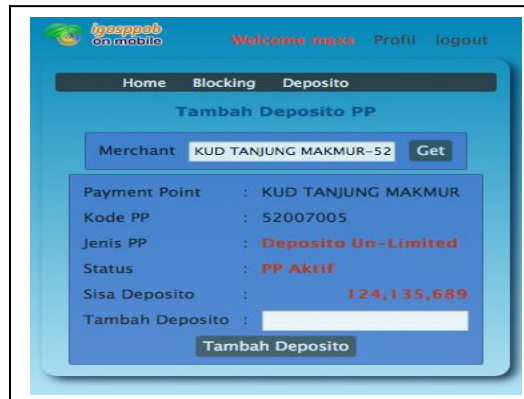 igosppob
on mobile
Welcome maxs Profil logout
Home Blocking Deposito
Tambah Deposito PP
Merchant KUD TANJUNG MAKMUR-52 Get
Payment Point : KUD TANJUNG MAKMUR
Kode PP : 52007005
Jenis PP : Deposito Un-Limited
Status : PP Aktif
Sisa Deposito : 124,135,689
Tambah Deposito :
Tambah Deposito